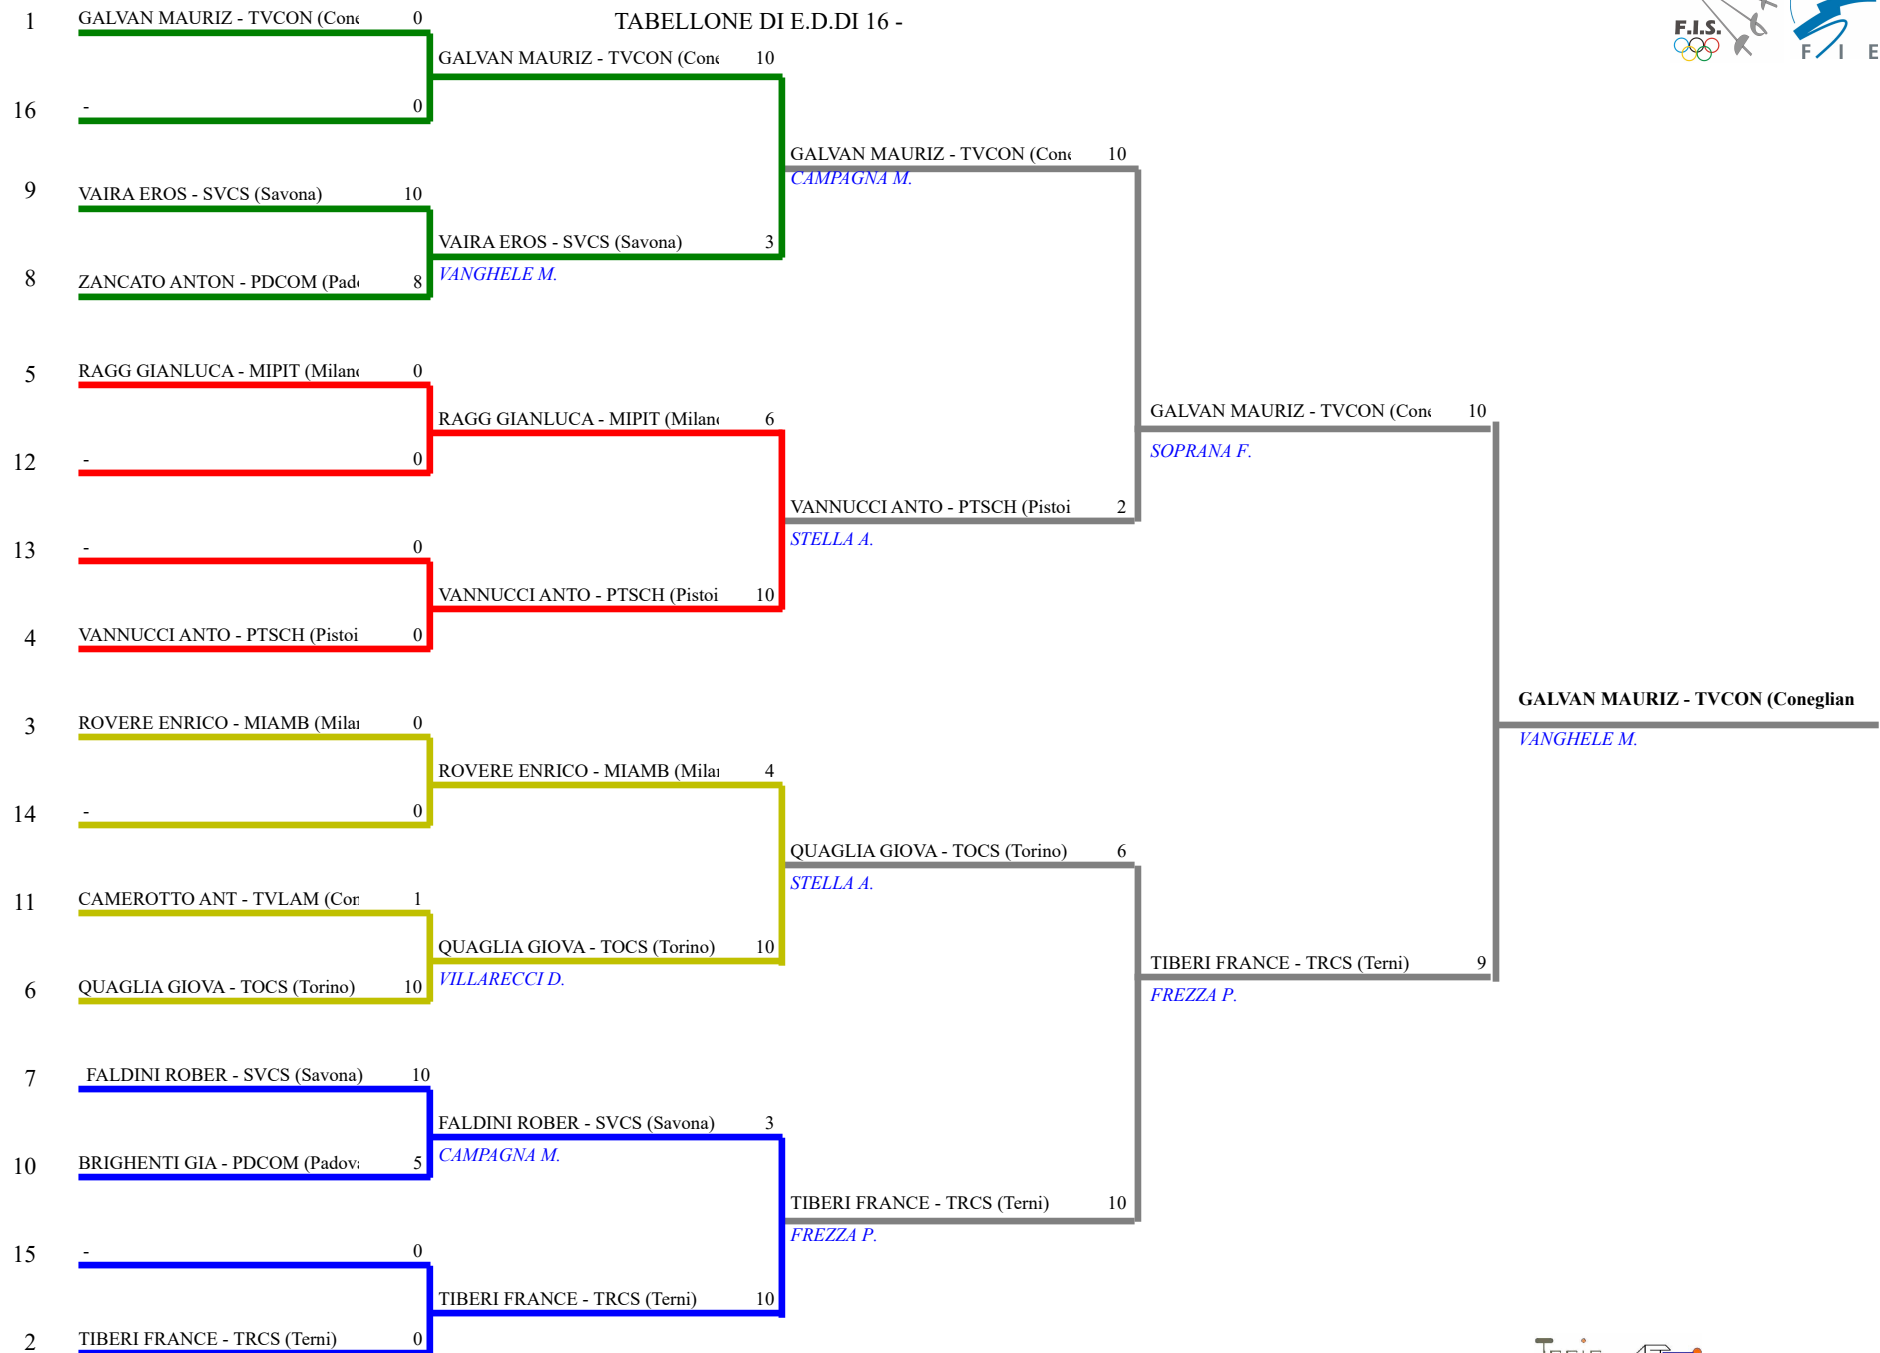 TABELLONE DI E.D.DI 16 -
F.I.S.
F I E
1 GALVAN MAURIZ - TVCON (Cone 0
GALVAN MAURIZ - TVCON (Cone 10
16 - 0
GALVAN MAURIZ - TVCON (Cone 10
CAMPAGNA M.
9 VAIRA EROS - SVCS (Savona) 10
VAIRA EROS - SVCS (Savona) 3
VANGHELE M.
8 ZANCATO ANTON - PDCOM (Pado 8
5 RAGG GIANLUCA - MIPIT (Milano 0
GALVAN MAURIZ - TVCON (Cone 10
SOPRANA F.
RAGG GIANLUCA - MIPIT (Milano 6
12 - 0
VANNUCCI ANTO - PTSCH (Pistoi 2
STELLA A.
13 - 0
VANNUCCI ANTO - PTSCH (Pistoi 10
4 VANNUCCI ANTO - PTSCH (Pistoi 0
GALVAN MAURIZ - TVCON (Coneglian
VANGHELE M.
3 ROVERE ENRICO - MIAMB (Milan 0
ROVERE ENRICO - MIAMB (Milan 4
14 - 0
QUAGLIA GIOVA - TOCS (Torino) 6
STELLA A.
11 CAMEROTTO ANT - TVLAM (Con 1
QUAGLIA GIOVA - TOCS (Torino) 10
VILLARECCI D.
TIBERI FRANCE - TRCS (Terni) 9
FREZZA P.
6 QUAGLIA GIOVA - TOCS (Torino) 10
7 FALDINI ROBER - SVCS (Savona) 10
FALDINI ROBER - SVCS (Savona) 3
CAMPAGNA M.
10 BRIGHENTI GIA - PDCOM (Padova 5
TIBERI FRANCE - TRCS (Terni) 10
FREZZA P.
15 - 0
TIBERI FRANCE - TRCS (Terni) 10
2 TIBERI FRANCE - TRCS (Terni) 0